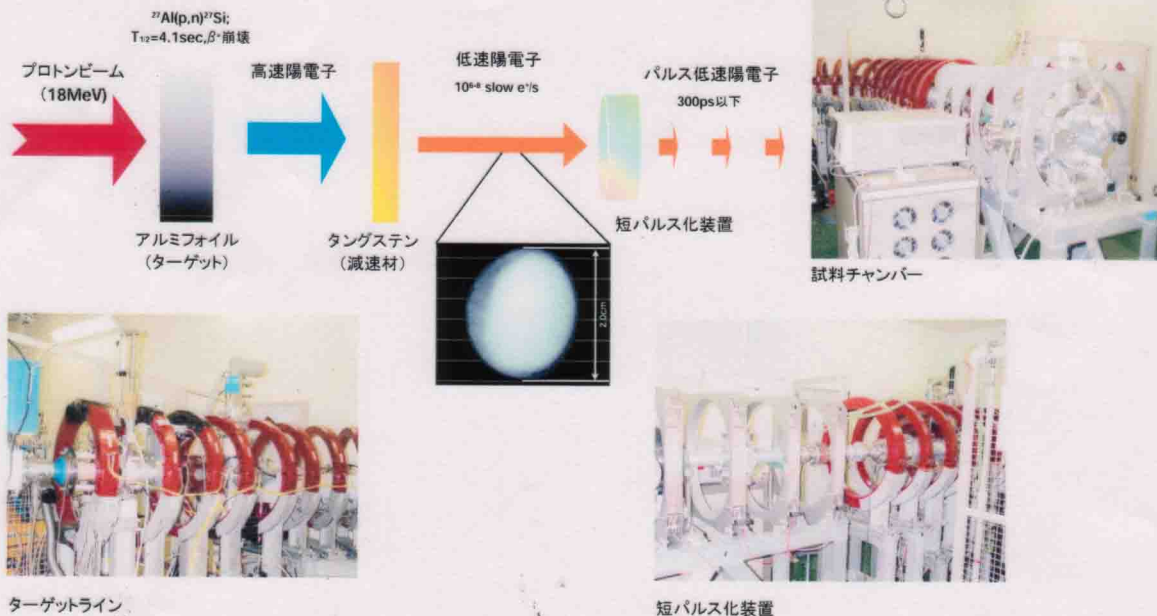 ²⁷Al(p,n)²⁷Si;
T₁/₂=4.1sec,β⁺崩壊
プロトンビーム
(18MeV)
高速陽電子
低速陽電子
10⁶⁻⁸ slow e⁺/s
パルス低速陽電子
300ps以下
アルミフォイル
(ターゲット)
タングステン
(減速材)
短パルス化装置
2.0cm
試料チャンバー
ターゲットライン
短パルス化装置